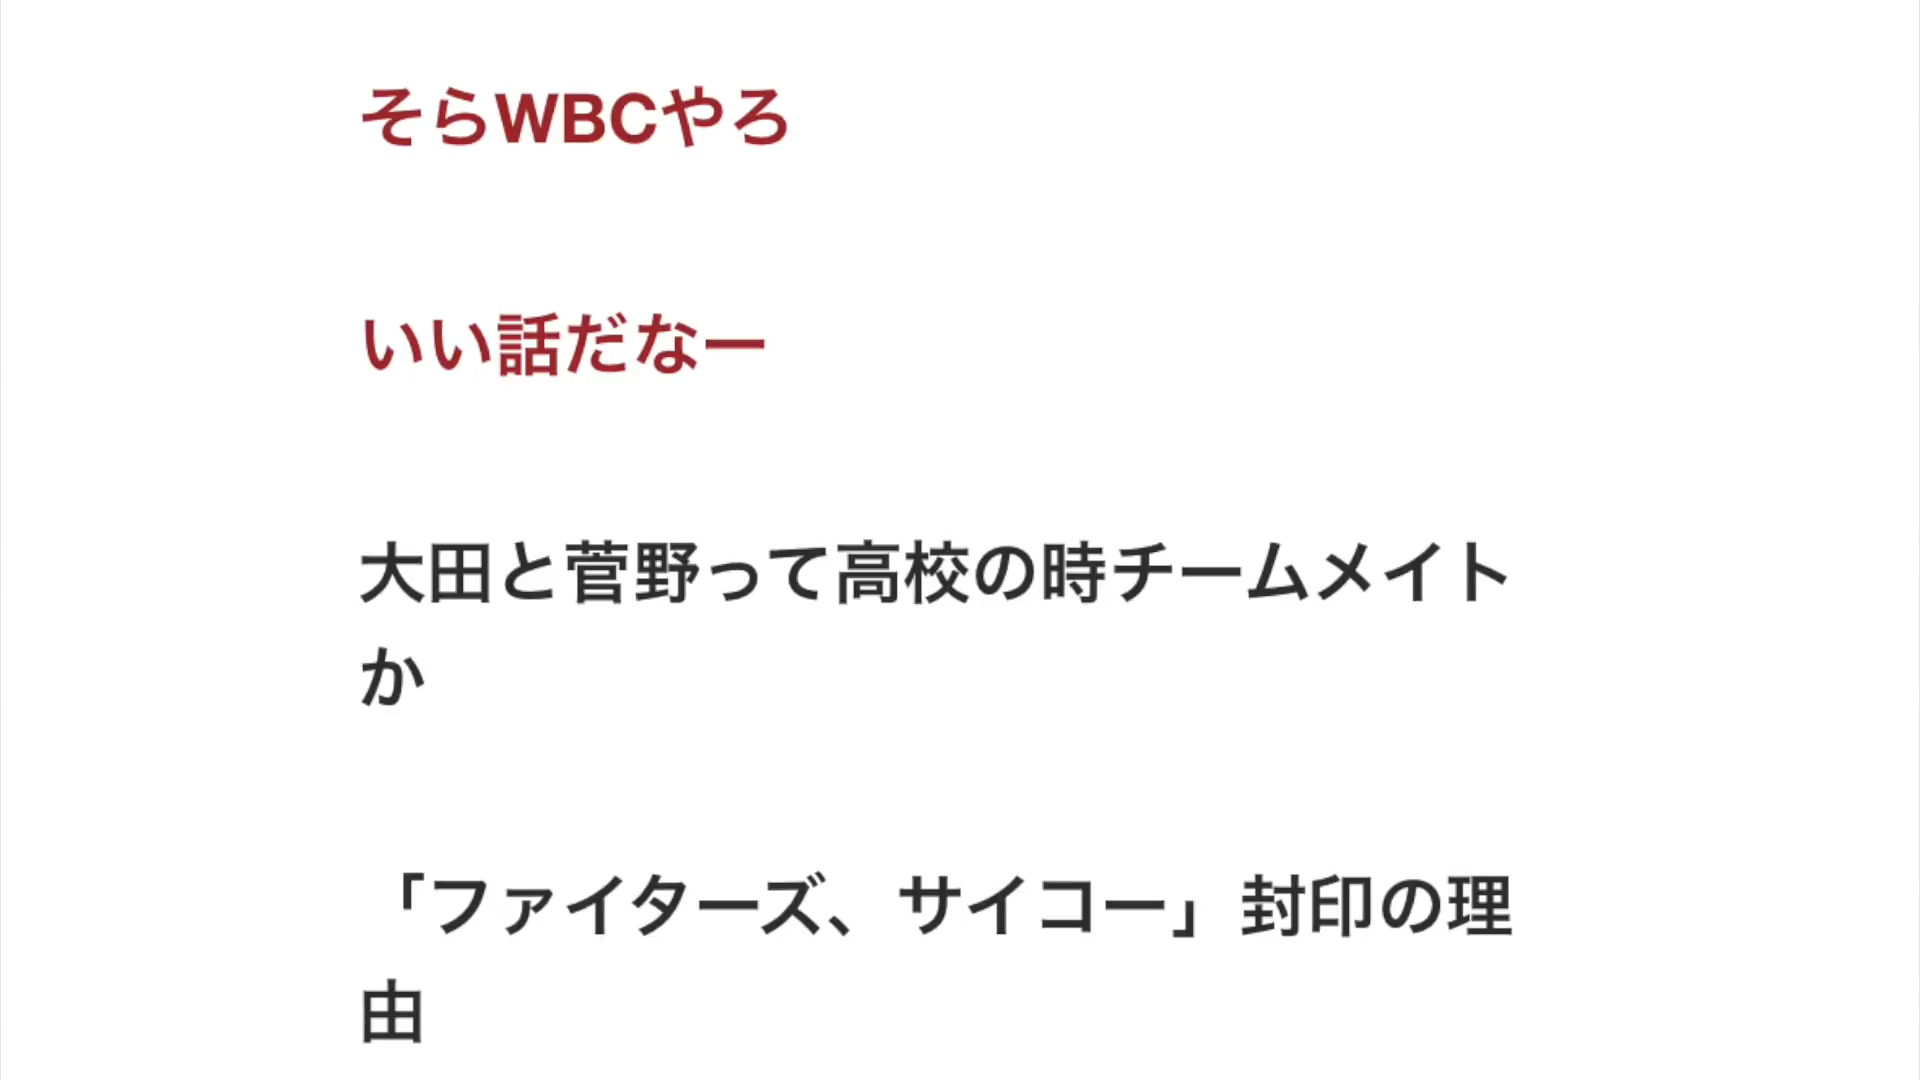 そらWBCやろ
いい話だなー
大田と菅野って高校の時チームメイト
か
「ファイターズ、サイコー」封印の理
由